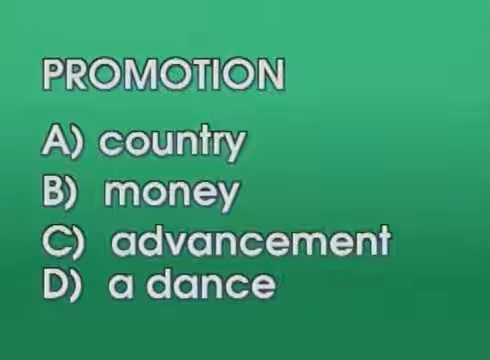 PROMOTION
A) country
B) money
C) advancement
D) a dance